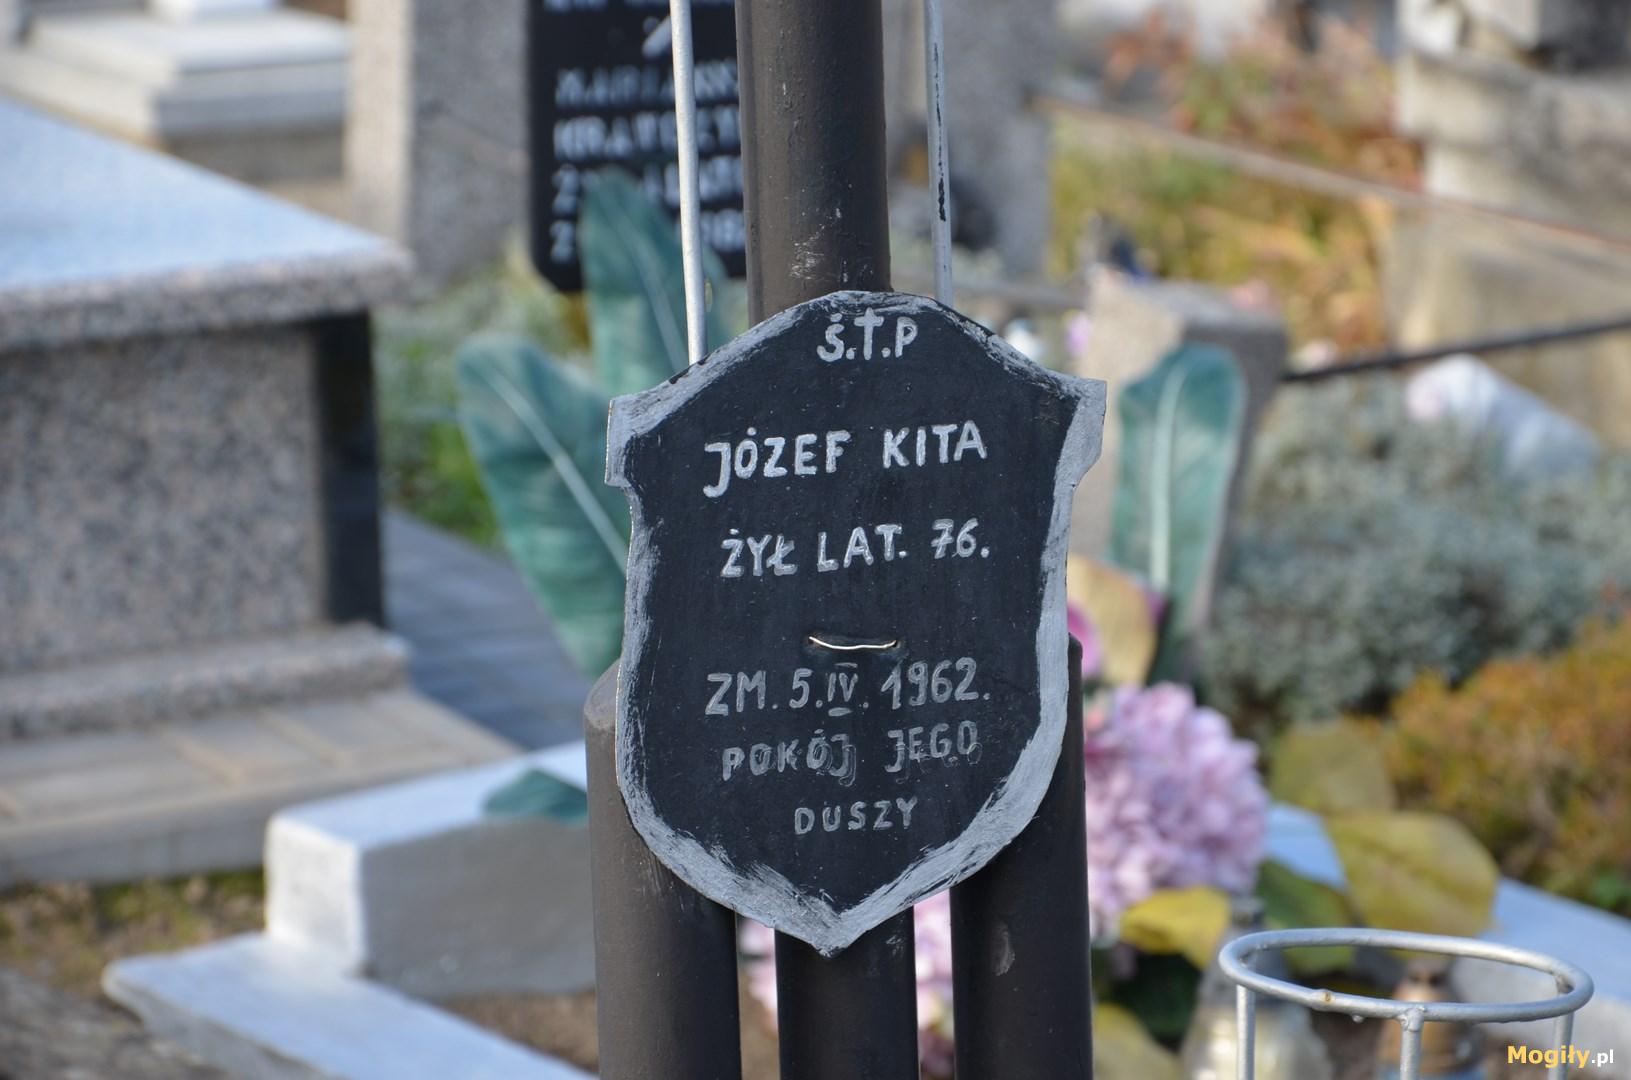 Ś.†.P
JÓZEF KITA
ŻYŁ LAT. 76.
ZM. 5.IV. 1962.
POKÓJ JEGO
DUSZY
Mogiły.pl